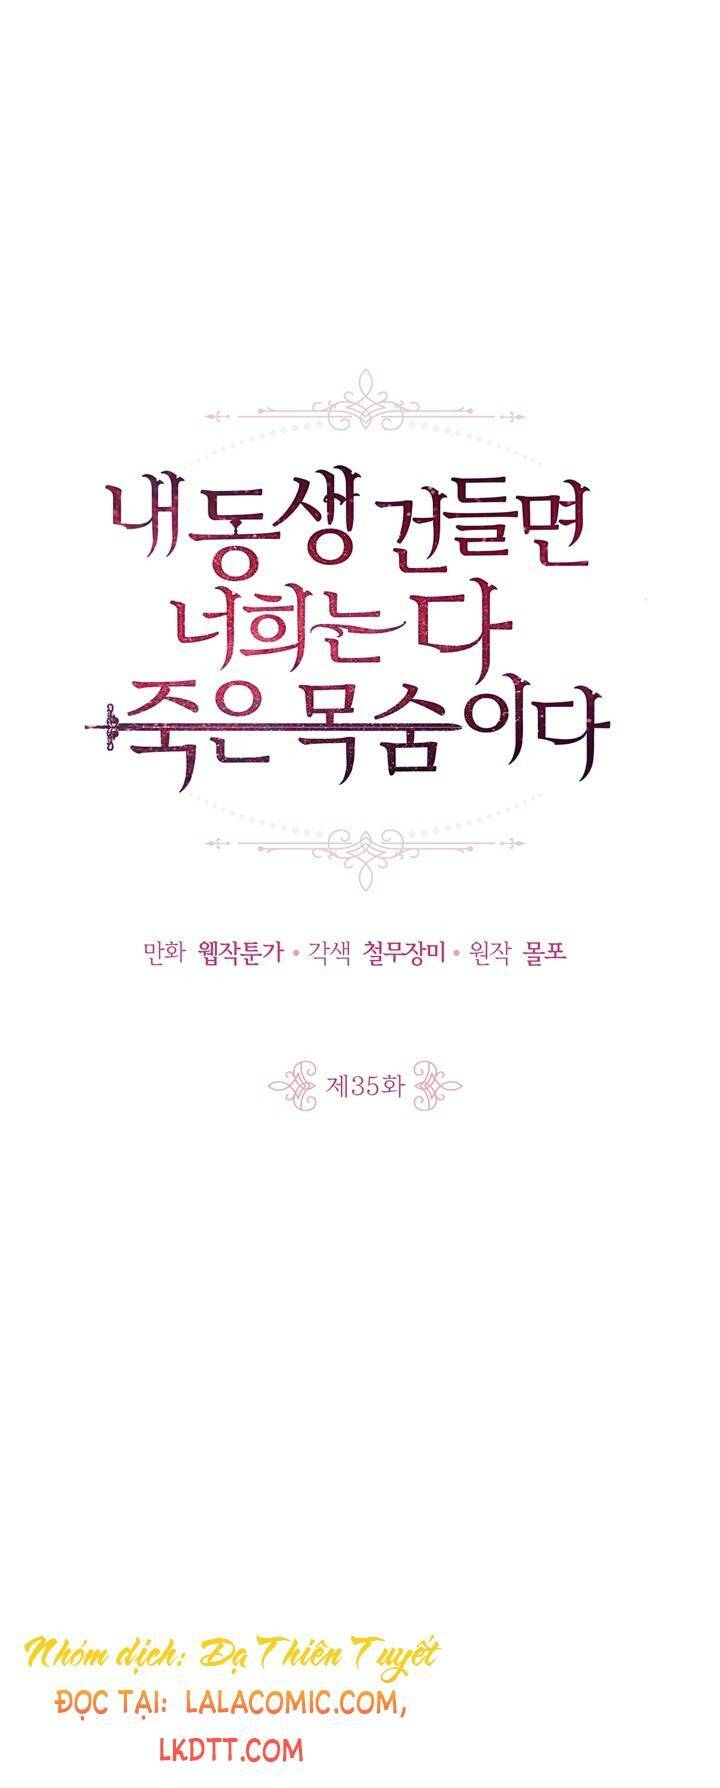 내 동생 건들면
너희는 다
죽은 목숨이다
만화 웹작툰가 • 각색 철무장미 • 원작 몰포
제35화
Nhóm dịch: Dạ Thiên Tuyết
ĐỌC TẠI: LALACOMIC.COM,
LKDTT.COM